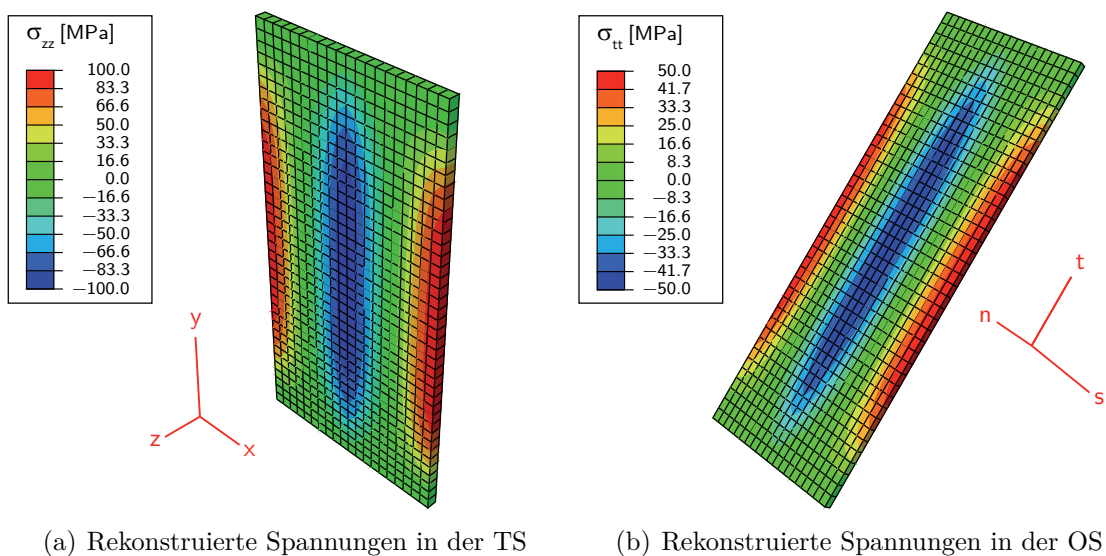 σzz [MPa]
100.0
83.3
66.6
50.0
33.3
16.6
0.0
−16.6
−33.3
−50.0
−66.6
−83.3
−100.0
y
z
x
σtt [MPa]
50.0
41.7
33.3
25.0
16.6
8.3
0.0
−8.3
−16.6
−25.0
−33.3
−41.7
−50.0
t
n
s
(a) Rekonstruierte Spannungen in der TS
(b) Rekonstruierte Spannungen in der OS